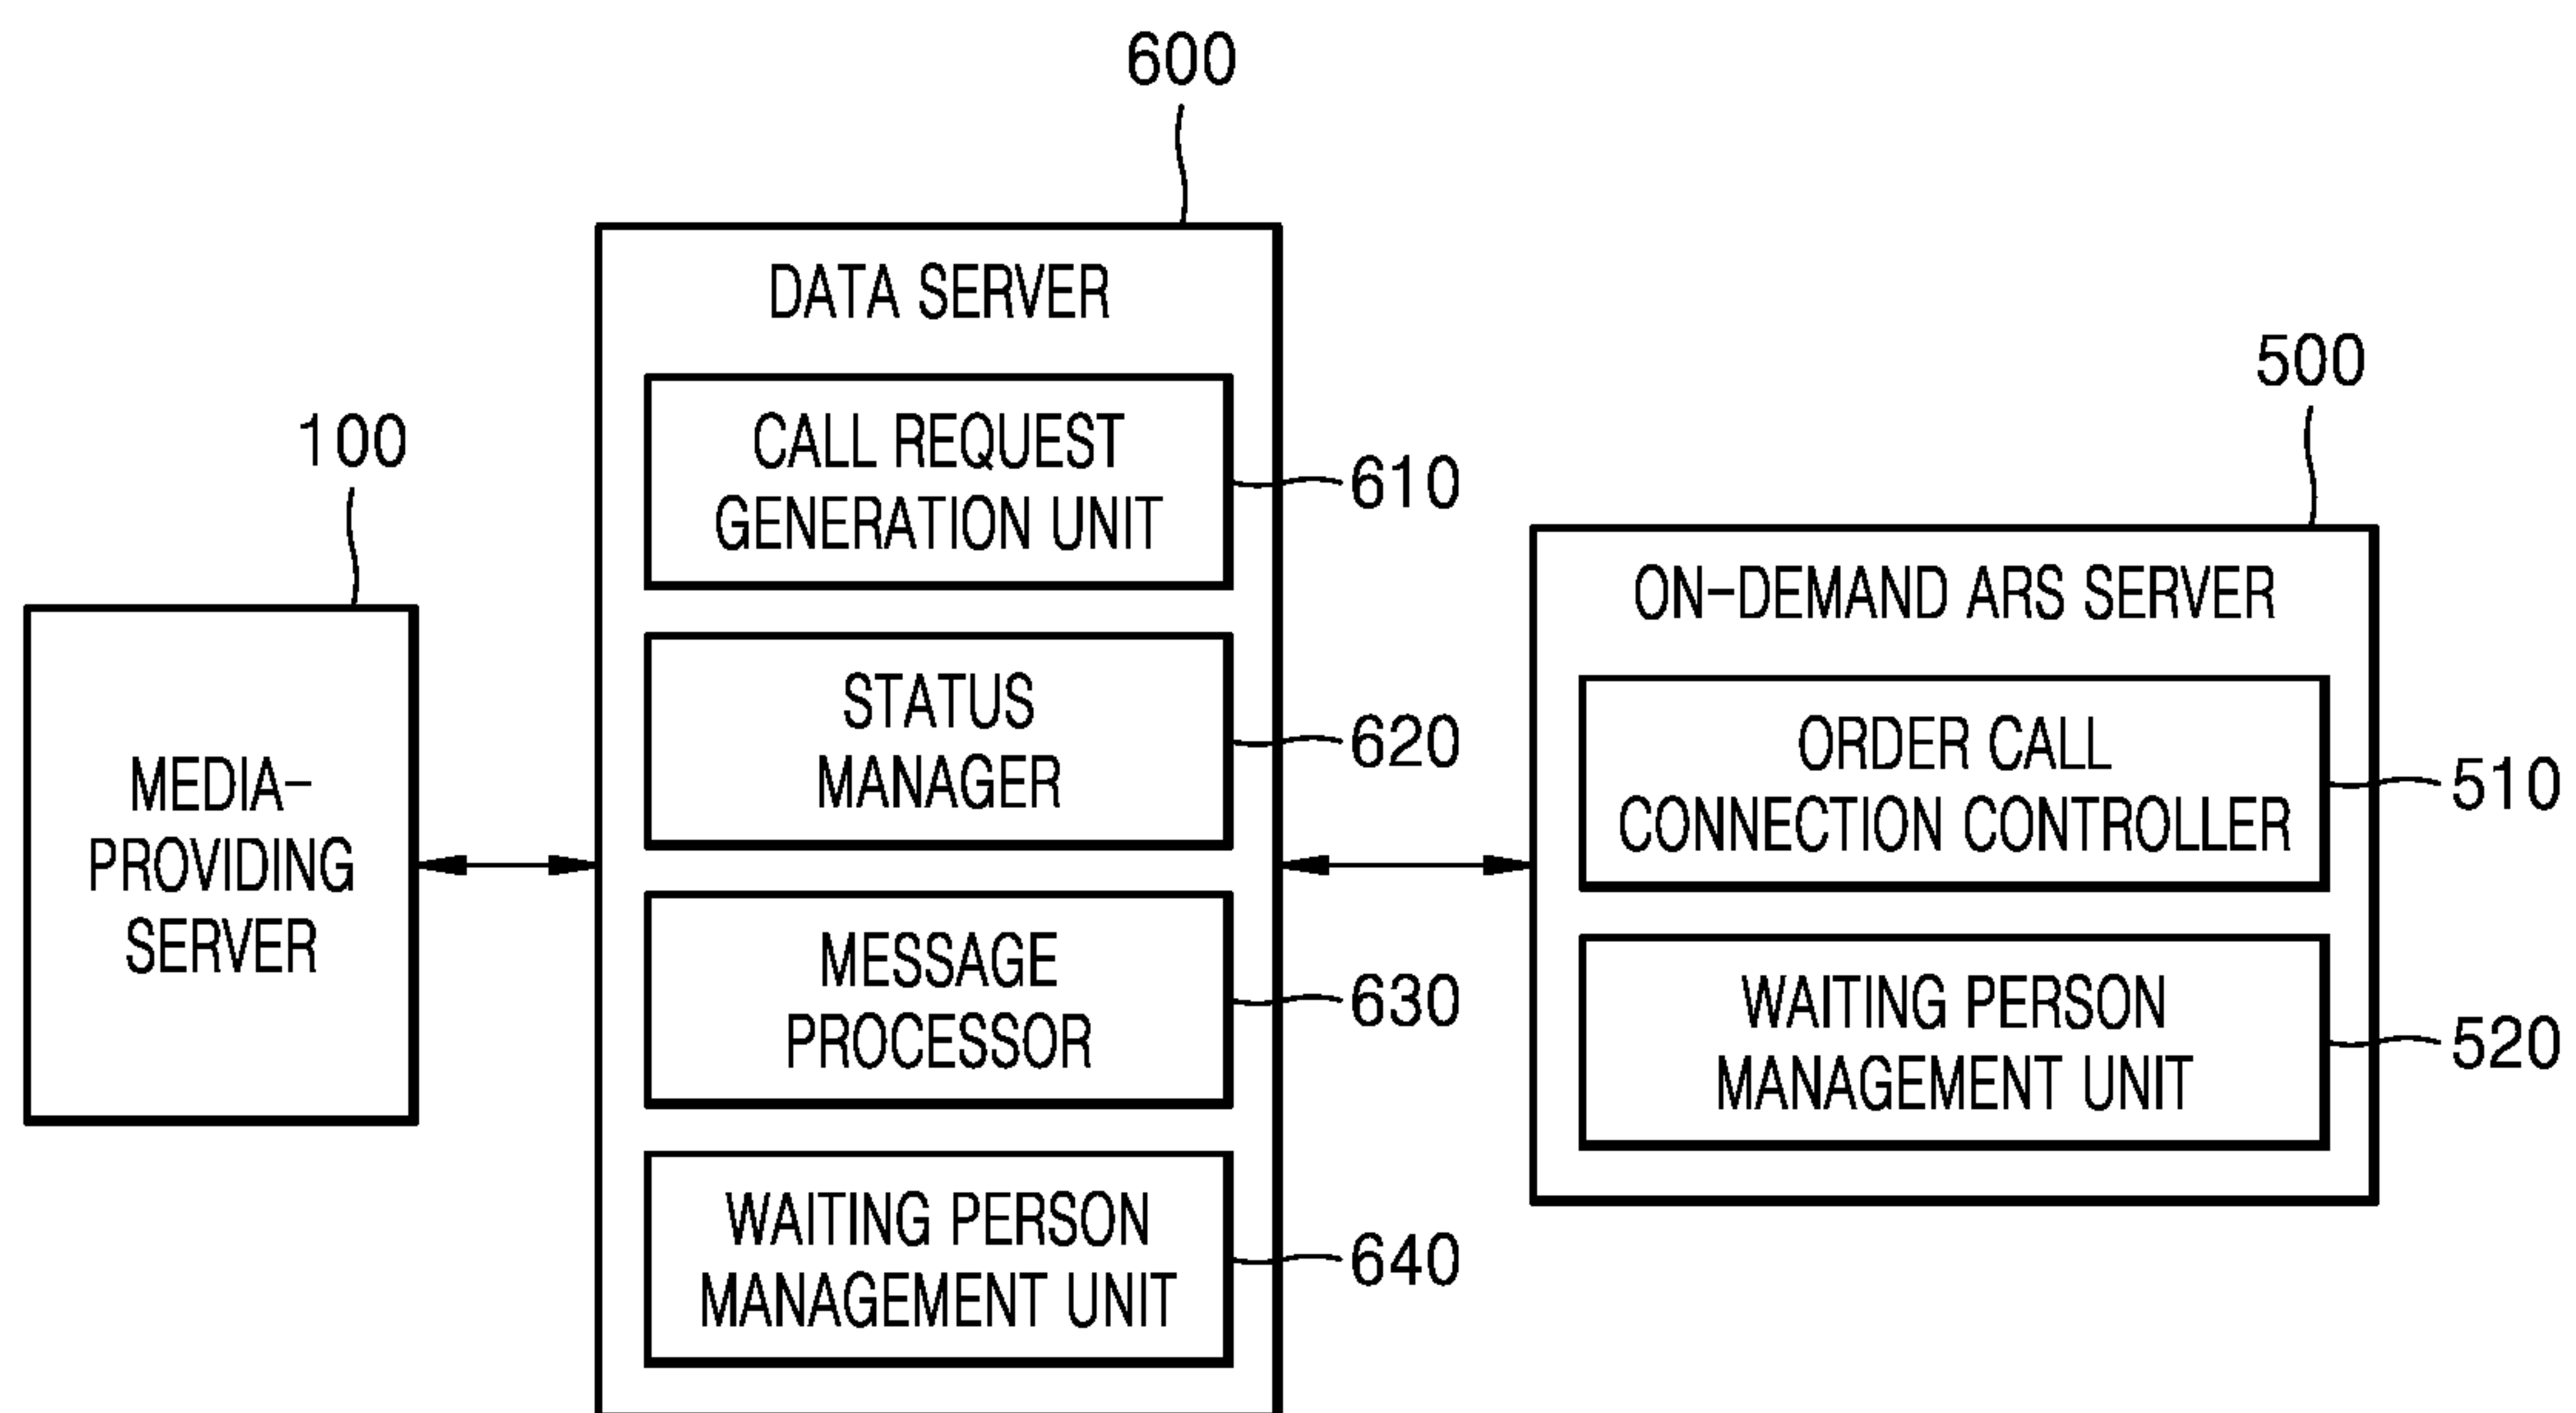 600
DATA SERVER
CALL REQUEST
GENERATION UNIT
610
STATUS
MANAGER
620
MESSAGE
PROCESSOR
630
WAITING PERSON
MANAGEMENT UNIT
640
100
MEDIA-
PROVIDING
SERVER
500
ON-DEMAND ARS SERVER
ORDER CALL
CONNECTION CONTROLLER
510
WAITING PERSON
MANAGEMENT UNIT
520